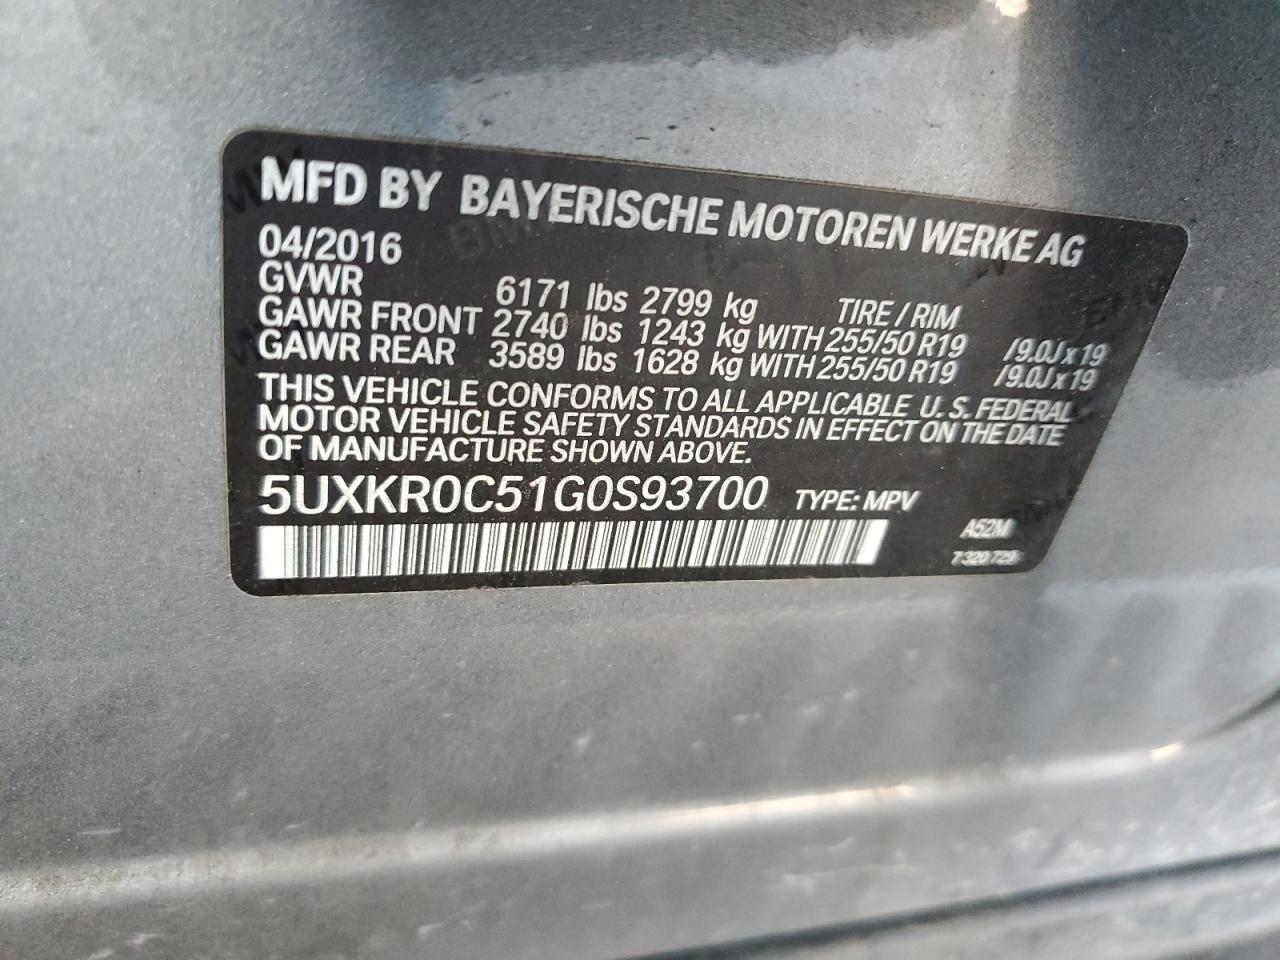 MFD BY BAYERISCHE MOTOREN WERKE AG
04/2016
GVWR 6171 lbs 2799 kg TIRE / RIM
GAWR FRONT 2740 lbs 1243 kg WITH 255/50 R19 /9.0J x 19
GAWR REAR 3589 lbs 1628 kg WITH 255/50 R19 /9.0J x 19
THIS VEHICLE CONFORMS TO ALL APPLICABLE U.S. FEDERAL
MOTOR VEHICLE SAFETY STANDARDS IN EFFECT ON THE DATE
OF MANUFACTURE SHOWN ABOVE.
5UXKR0C51G0S93700 TYPE: MPV
A52M
7 320 729